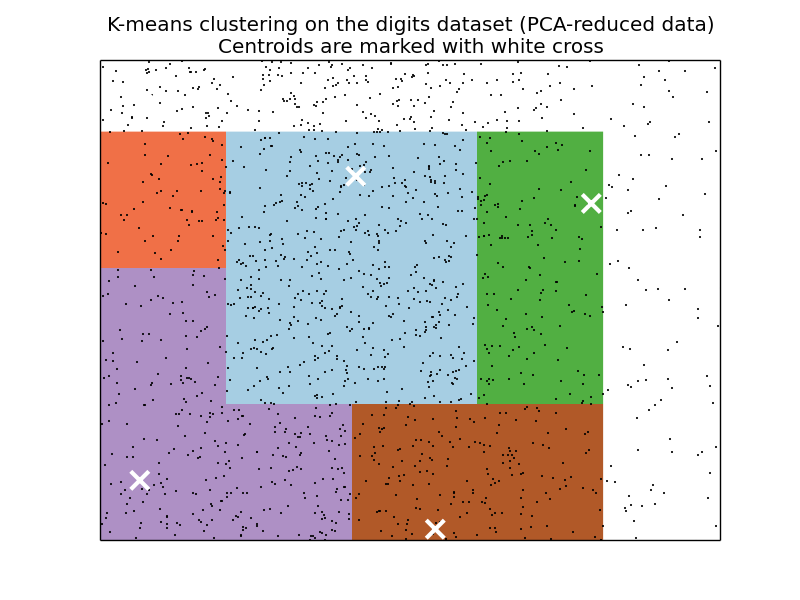 K-means clustering on the digits dataset (PCA-reduced data)
Centroids are marked with white cross